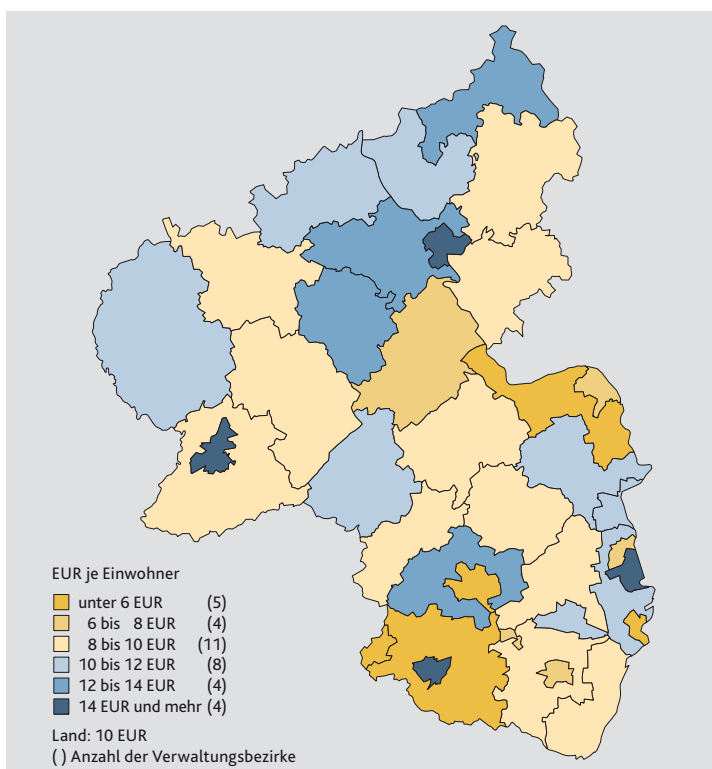 EUR je Einwohner
unter 6 EUR (5)
6 bis 8 EUR (4)
8 bis 10 EUR (11)
10 bis 12 EUR (8)
12 bis 14 EUR (4)
14 EUR und mehr (4)
Land: 10 EUR
( ) Anzahl der Verwaltungsbezirke